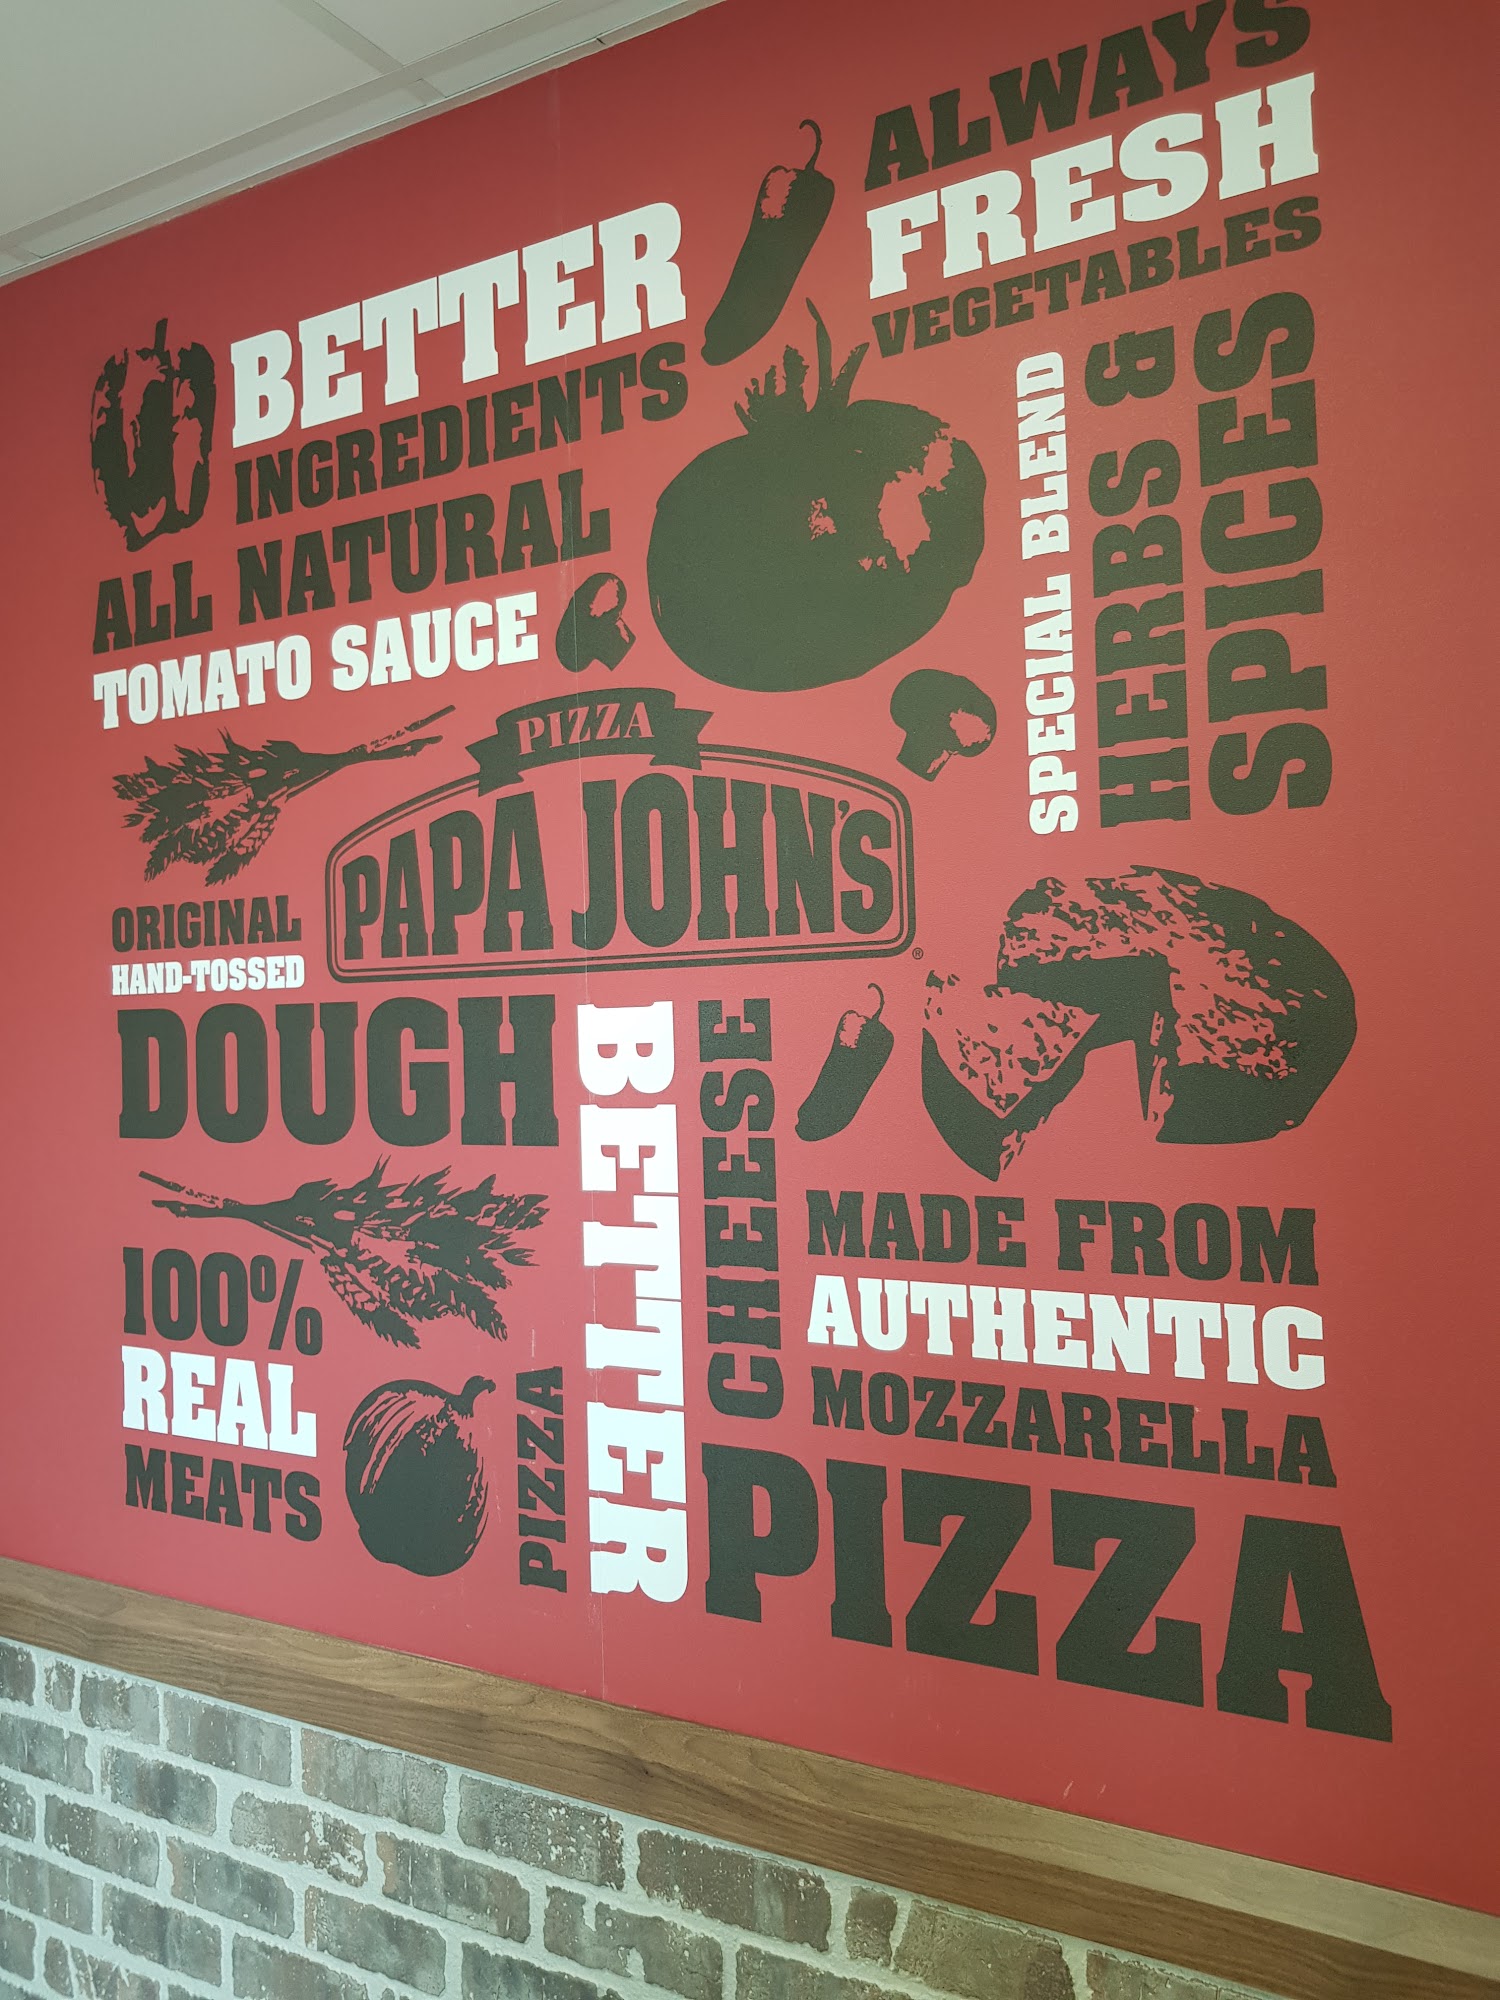 BETTER
INGREDIENTS
ALL NATURAL
TOMATO SAUCE
ALWAYS
FRESH
VEGETABLES
SPECIAL BLEND
HERBS &
SPICES
PIZZA
PAPA JOHN'S
®
ORIGINAL
HAND-TOSSED
DOUGH
100%
REAL
MEATS
PIZZA
BETTER
CHEESE
MADE FROM
AUTHENTIC
MOZZARELLA
PIZZA